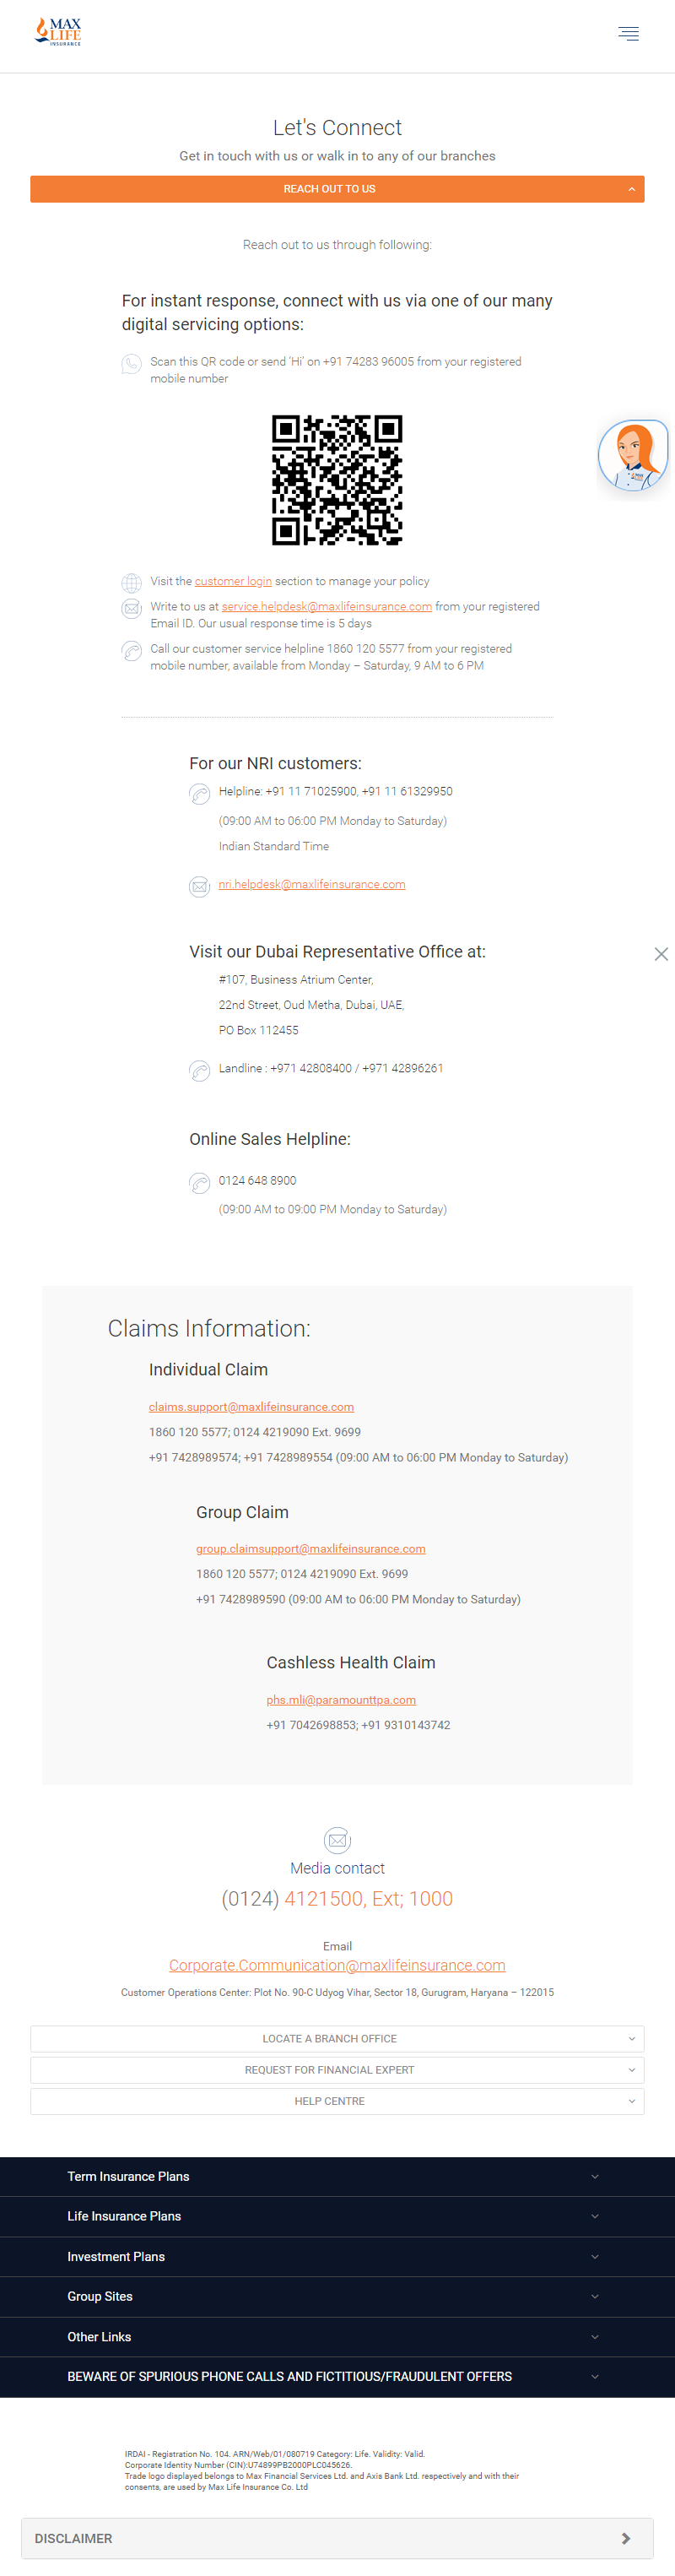 MAX
LIFE
INSURANCE
Let's Connect
Get in touch with us or walk in to any of our branches
REACH OUT TO US
Reach out to us through following:
For instant response, connect with us via one of our many
digital servicing options:
Scan this QR code or send 'Hi' on +91 74283 96005 from your registered
mobile number
Visit the customer login section to manage your policy
Write to us at service.helpdesk@maxlifeinsurance.com from your registered
Email ID. Our usual response time is 5 days
Call our customer service helpline 1860 120 5577 from your registered
mobile number, available from Monday – Saturday, 9 AM to 6 PM
For our NRI customers:
Helpline: +91 11 71025900, +91 11 61329950
(09:00 AM to 06:00 PM Monday to Saturday)
Indian Standard Time
nri.helpdesk@maxlifeinsurance.com
Visit our Dubai Representative Office at:
#107, Business Atrium Center,
22nd Street, Oud Metha, Dubai, UAE,
PO Box 112455
Landline : +971 42808400 / +971 42896261
Online Sales Helpline:
0124 648 8900
(09:00 AM to 09:00 PM Monday to Saturday)
Claims Information:
Individual Claim
claims.support@maxlifeinsurance.com
1860 120 5577; 0124 4219090 Ext. 9699
+91 7428989574; +91 7428989554 (09:00 AM to 06:00 PM Monday to Saturday)
Group Claim
group.claimsupport@maxlifeinsurance.com
1860 120 5577; 0124 4219090 Ext. 9699
+91 7428989590 (09:00 AM to 06:00 PM Monday to Saturday)
Cashless Health Claim
phs.mli@paramounttpa.com
+91 7042698853; +91 9310143742
Media contact
(0124) 4121500, Ext; 1000
Email
Corporate.Communication@maxlifeinsurance.com
Customer Operations Center: Plot No. 90-C Udyog Vihar, Sector 18, Gurugram, Haryana – 122015
LOCATE A BRANCH OFFICE
REQUEST FOR FINANCIAL EXPERT
HELP CENTRE
Term Insurance Plans
Life Insurance Plans
Investment Plans
Group Sites
Other Links
BEWARE OF SPURIOUS PHONE CALLS AND FICTITIOUS/FRAUDULENT OFFERS
IRDAI - Registration No. 104. ARN/Web/01/080719 Category: Life. Validity: Valid.
Corporate Identity Number (CIN):U74899PB2000PLC045626.
Trade logo displayed belongs to Max Financial Services Ltd. and Axis Bank Ltd. respectively and with their
consents, are used by Max Life Insurance Co. Ltd
DISCLAIMER